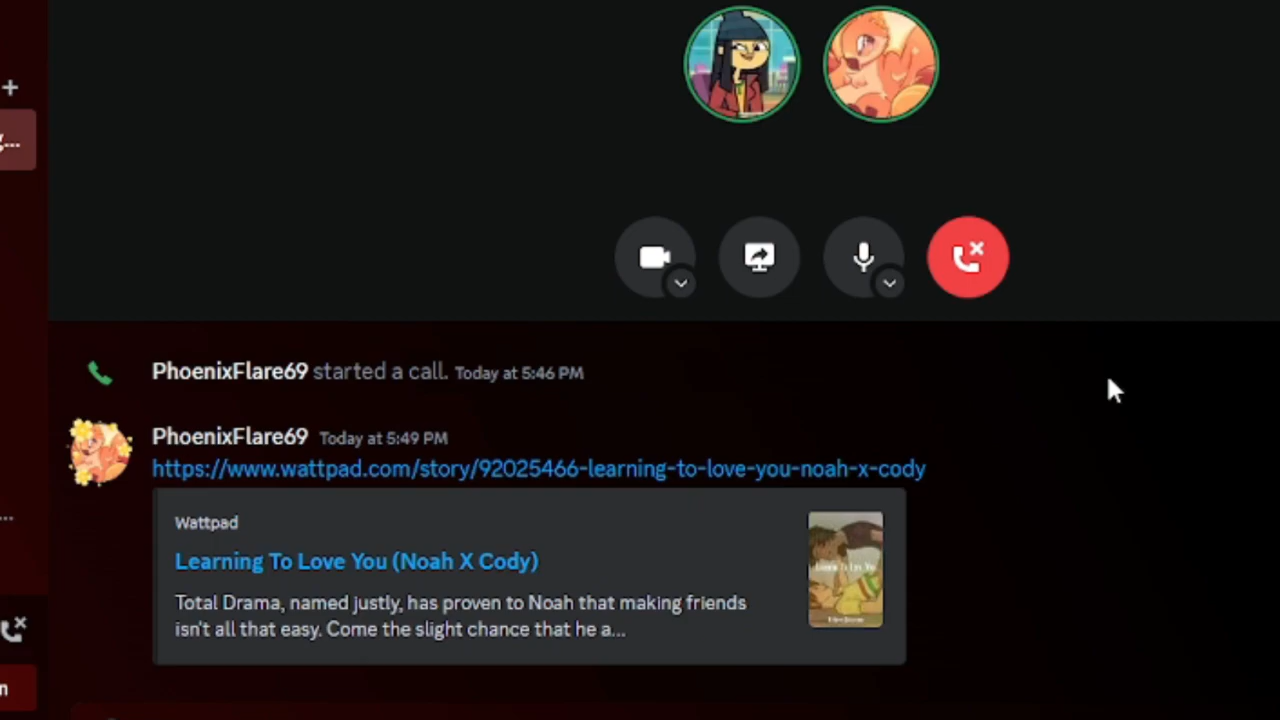 PhoenixFlare69 started a call. Today at 5:46 PM
PhoenixFlare69 Today at 5:49 PM
https://www.wattpad.com/story/92025466-learning-to-love-you-noah-x-cody
Wattpad
Learning To Love You (Noah X Cody)
Total Drama, named justly, has proven to Noah that making friends
isn't all that easy. Come the slight chance that he a...